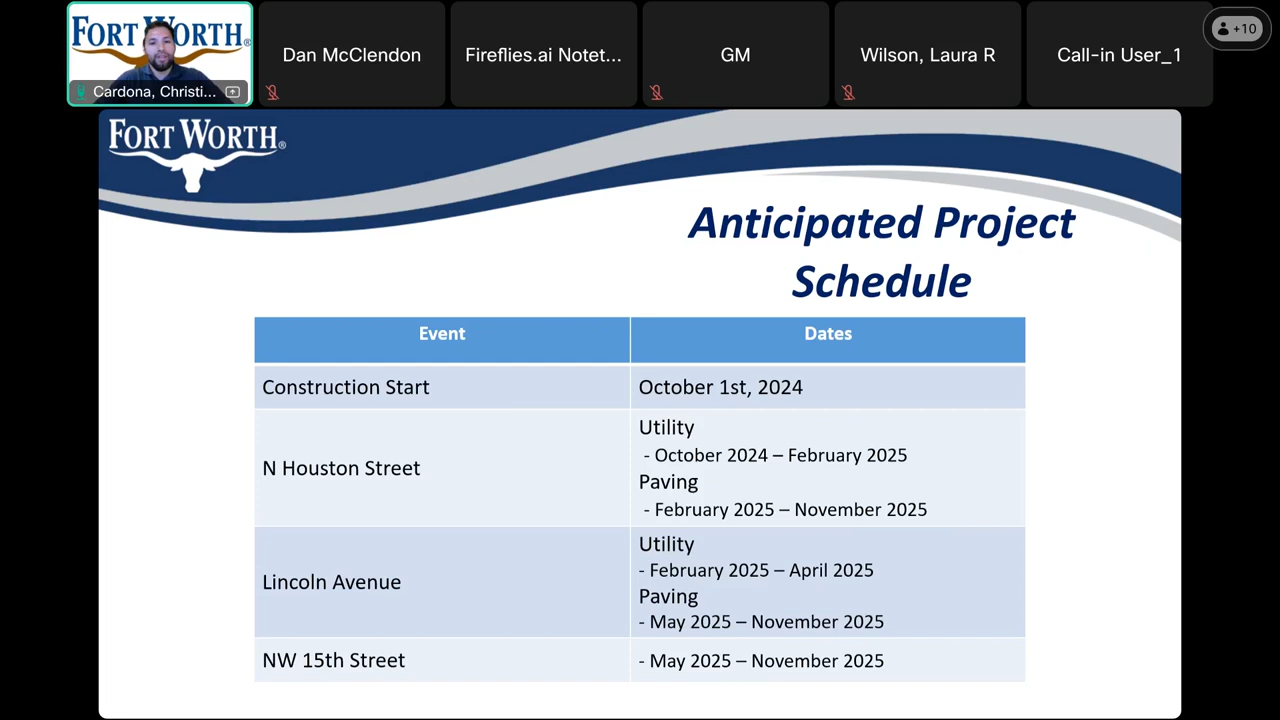 FORT WORTH®
Cardona, Christi...
Dan McClendon
Fireflies.ai Notet...
GM
Wilson, Laura R
Call-in User_1
+10
FORT WORTH®
Anticipated Project
Schedule
Event
Dates
Construction Start
October 1st, 2024
N Houston Street
Utility
- October 2024 – February 2025
Paving
- February 2025 – November 2025
Lincoln Avenue
Utility
- February 2025 – April 2025
Paving
- May 2025 – November 2025
NW 15th Street
- May 2025 – November 2025